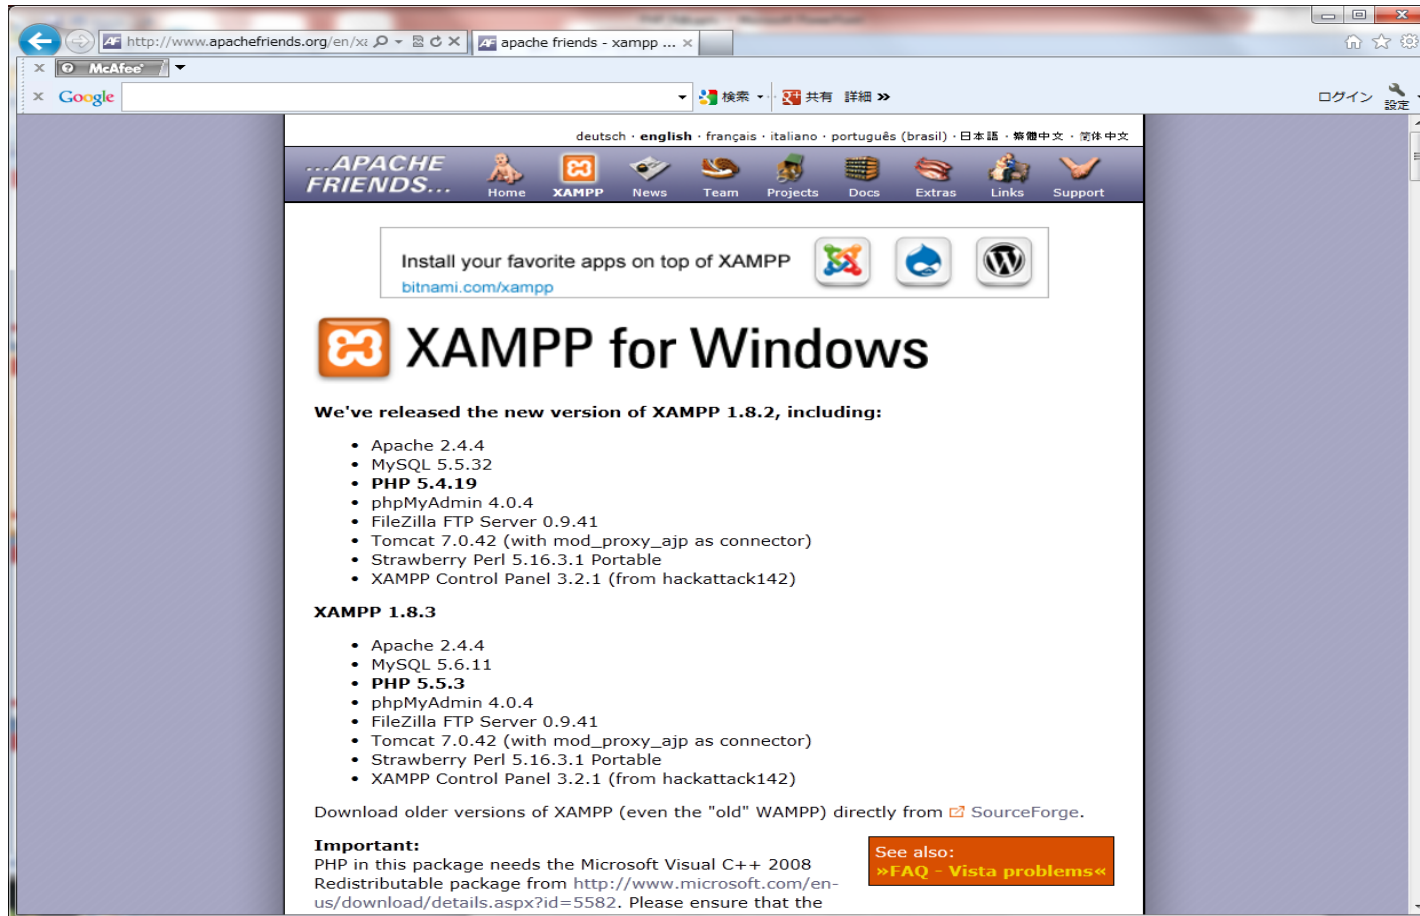 http://www.apachefriends.org/en/xa
apache friends - xampp ...
McAfee
Google
検索
共有
詳細 »
ログイン
設定
deutsch · english · français · italiano · português (brasil) · 日本語 · 繁體中文 · 简体中文
...APACHE
FRIENDS...
Home
XAMPP
News
Team
Projects
Docs
Extras
Links
Support
Install your favorite apps on top of XAMPP
bitnami.com/xampp
XAMPP for Windows
We've released the new version of XAMPP 1.8.2, including:
• Apache 2.4.4
• MySQL 5.5.32
• PHP 5.4.19
• phpMyAdmin 4.0.4
• FileZilla FTP Server 0.9.41
• Tomcat 7.0.42 (with mod_proxy_ajp as connector)
• Strawberry Perl 5.16.3.1 Portable
• XAMPP Control Panel 3.2.1 (from hackattack142)
XAMPP 1.8.3
• Apache 2.4.4
• MySQL 5.6.11
• PHP 5.5.3
• phpMyAdmin 4.0.4
• FileZilla FTP Server 0.9.41
• Tomcat 7.0.42 (with mod_proxy_ajp as connector)
• Strawberry Perl 5.16.3.1 Portable
• XAMPP Control Panel 3.2.1 (from hackattack142)
Download older versions of XAMPP (even the "old" WAMPP) directly from SourceForge.
Important:
PHP in this package needs the Microsoft Visual C++ 2008
Redistributable package from http://www.microsoft.com/en-
us/download/details.aspx?id=5582. Please ensure that the
See also:
»FAQ - Vista problems«